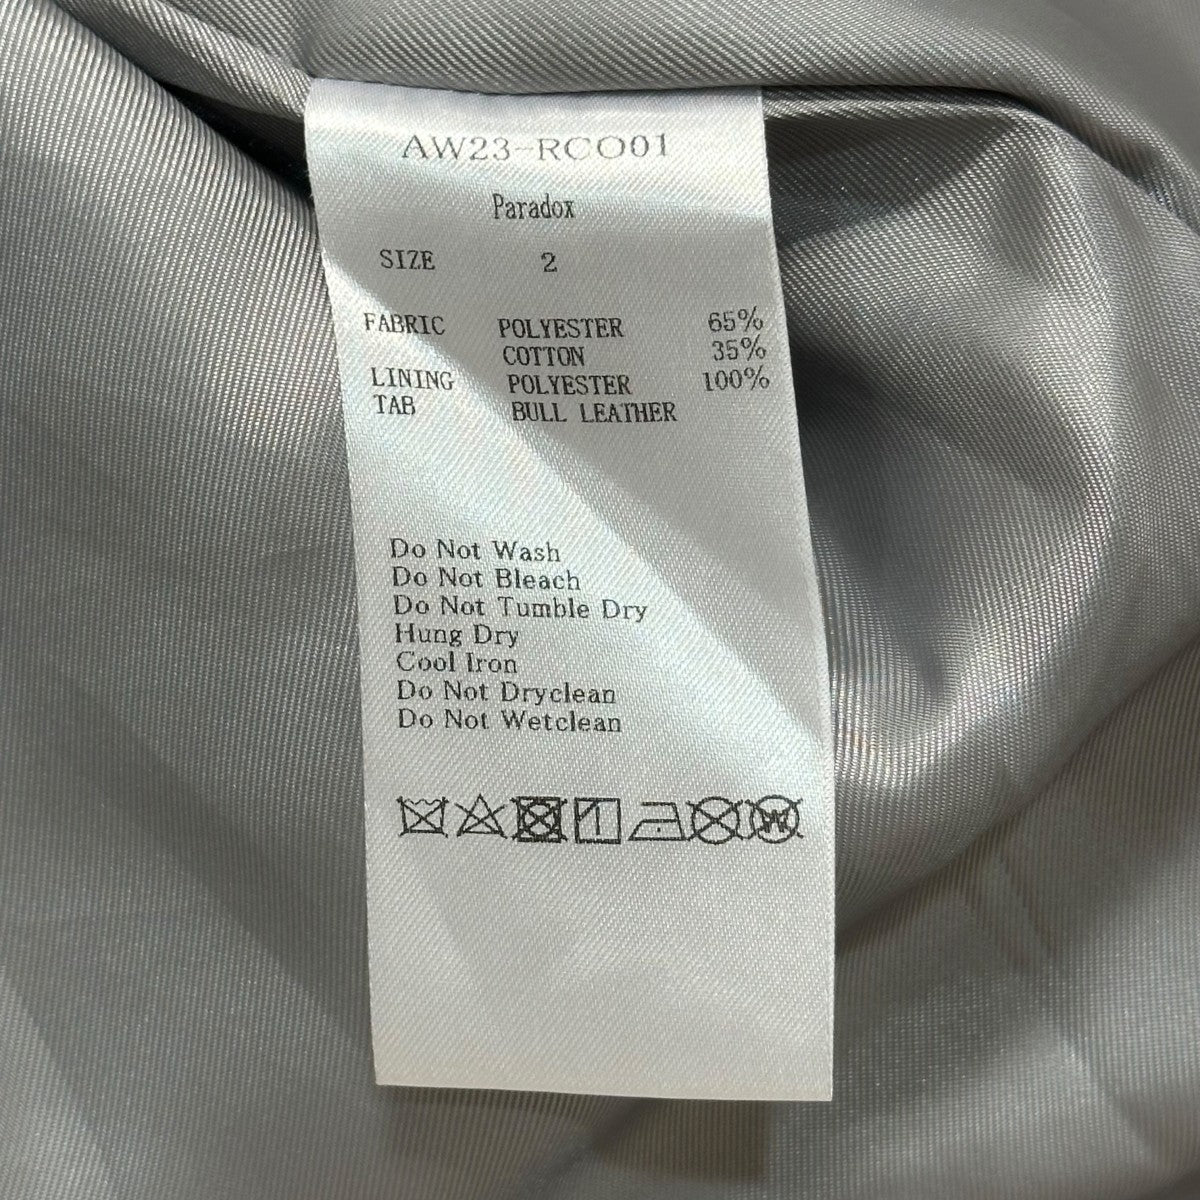 AW23-RCO01
Paradox
SIZE 2
FABRIC POLYESTER 65%
COTTON 35%
LINING POLYESTER 100%
TAB BULL LEATHER
Do Not Wash
Do Not Bleach
Do Not Tumble Dry
Hung Dry
Cool Iron
Do Not Dryclean
Do Not Wetclean
W